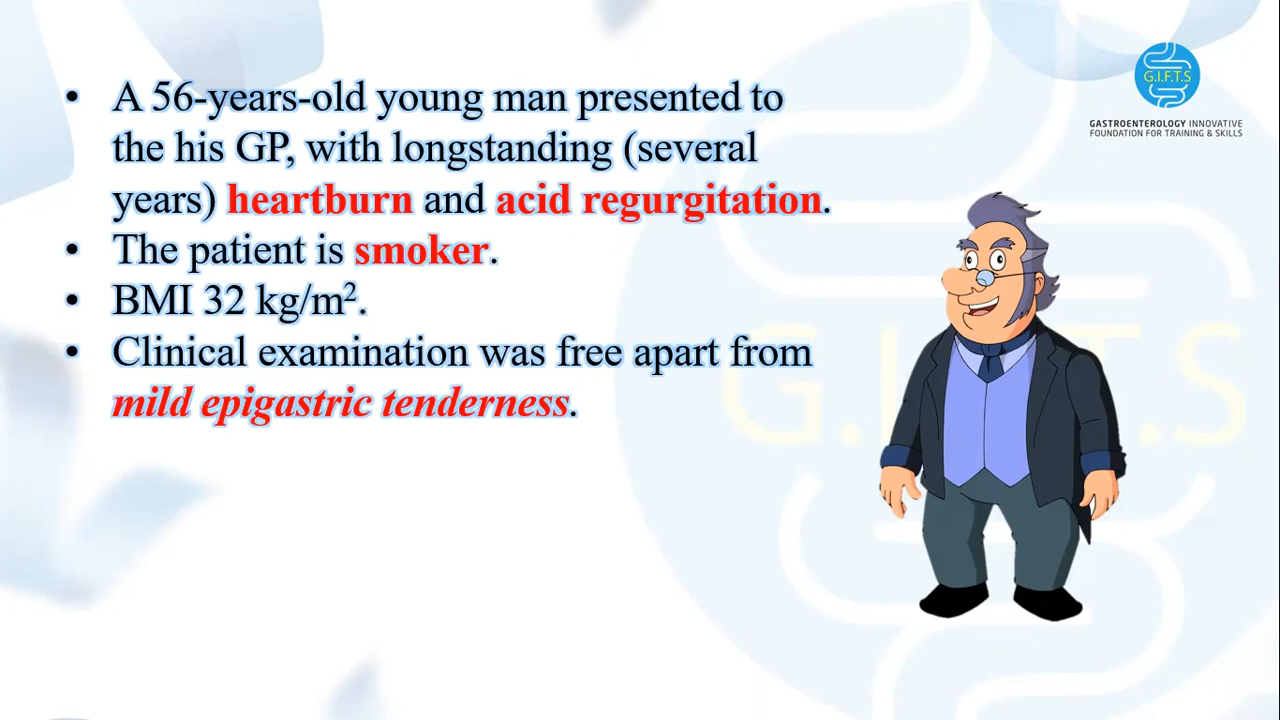 • A 56-years-old young man presented to
the his GP, with longstanding (several
years) heartburn and acid regurgitation.
• The patient is smoker.
• BMI 32 kg/m².
• Clinical examination was free apart from
mild epigastric tenderness.
G.I.F.T.S
GASTROENTEROLOGY INNOVATIVE
FOUNDATION FOR TRAINING & SKILLS
G.I.F.T.S